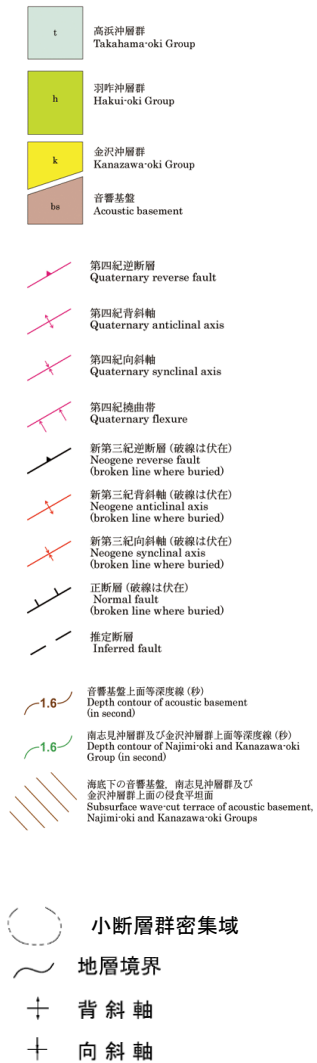 t
高浜沖層群
Takahama-oki Group
h
羽咋沖層群
Hakui-oki Group
k
金沢沖層群
Kanazawa-oki Group
bs
音響基盤
Acoustic basement
第四紀逆断層
Quaternary reverse fault
第四紀背斜軸
Quaternary anticlinal axis
第四紀向斜軸
Quaternary synclinal axis
第四紀撓曲帯
Quaternary flexure
新第三紀逆断層 (破線は伏在)
Neogene reverse fault
(broken line where buried)
新第三紀背斜軸 (破線は伏在)
Neogene anticlinal axis
(broken line where buried)
新第三紀向斜軸 (破線は伏在)
Neogene synclinal axis
(broken line where buried)
正断層 (破線は伏在)
Normal fault
(broken line where buried)
推定断層
Inferred fault
1.6
音響基盤上面等深度線 (秒)
Depth contour of acoustic basement
(in second)
1.6
南志見沖層群及び金沢沖層群上面等深度線 (秒)
Depth contour of Najimi-oki and Kanazawa-oki
Group (in second)
海底下の音響基盤，南志見沖層群及び
金沢沖層群上面の侵食平坦面
Subsurface wave-cut terrace of acoustic basement,
Najimi-oki and Kanazawa-oki Groups
小断層群密集域
地層境界
背斜軸
向斜軸